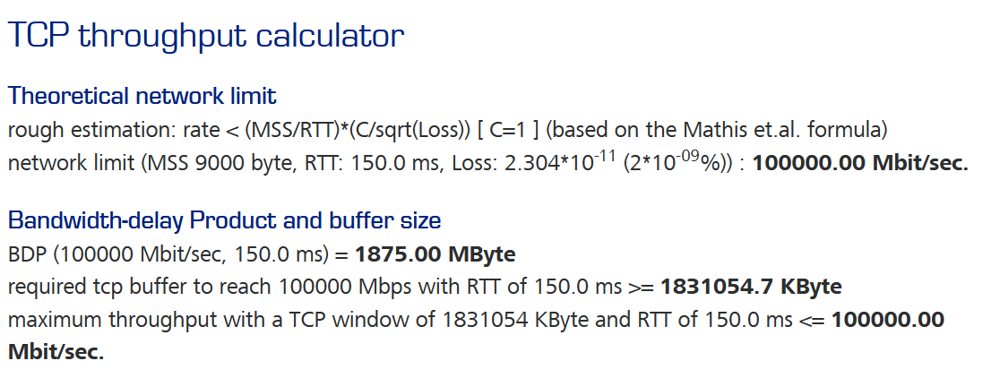 TCP throughput calculator
Theoretical network limit
rough estimation: rate < (MSS/RTT)*(C/sqrt(Loss)) [ C=1 ] (based on the Mathis et.al. formula)
network limit (MSS 9000 byte, RTT: 150.0 ms, Loss: 2.304*10⁻¹¹ (2*10⁻⁰⁹%)) : 100000.00 Mbit/sec.
Bandwidth-delay Product and buffer size
BDP (100000 Mbit/sec, 150.0 ms) = 1875.00 MByte
required tcp buffer to reach 100000 Mbps with RTT of 150.0 ms >= 1831054.7 KByte
maximum throughput with a TCP window of 1831054 KByte and RTT of 150.0 ms <= 100000.00
Mbit/sec.